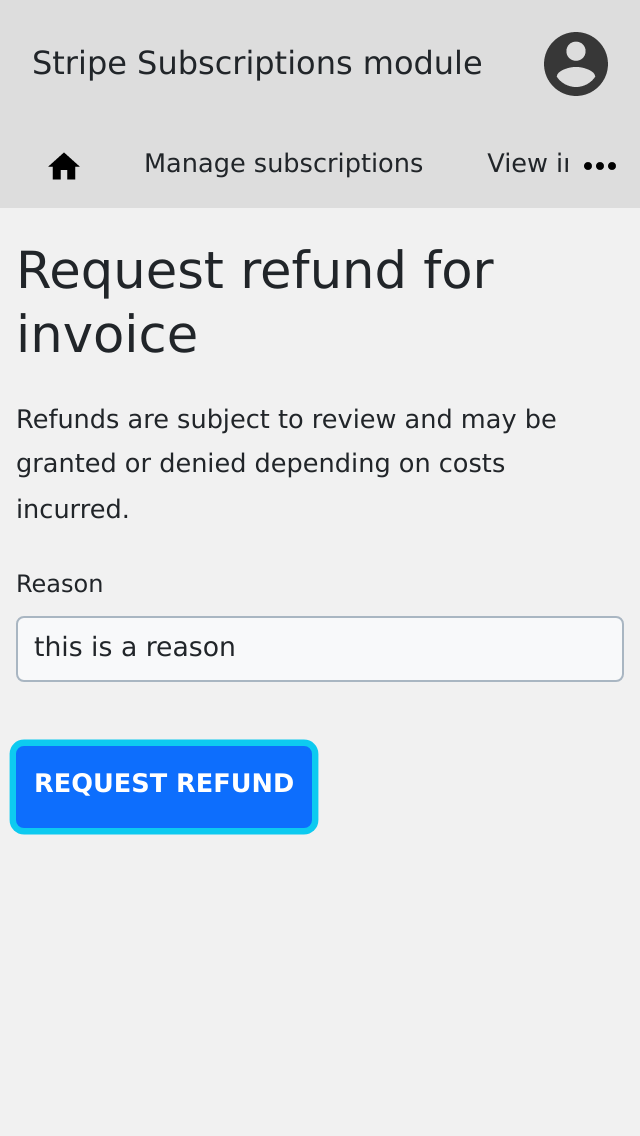 Stripe Subscriptions module
Manage subscriptions View i
Request refund for
invoice
Refunds are subject to review and may be
granted or denied depending on costs
incurred.
Reason
this is a reason
REQUEST REFUND